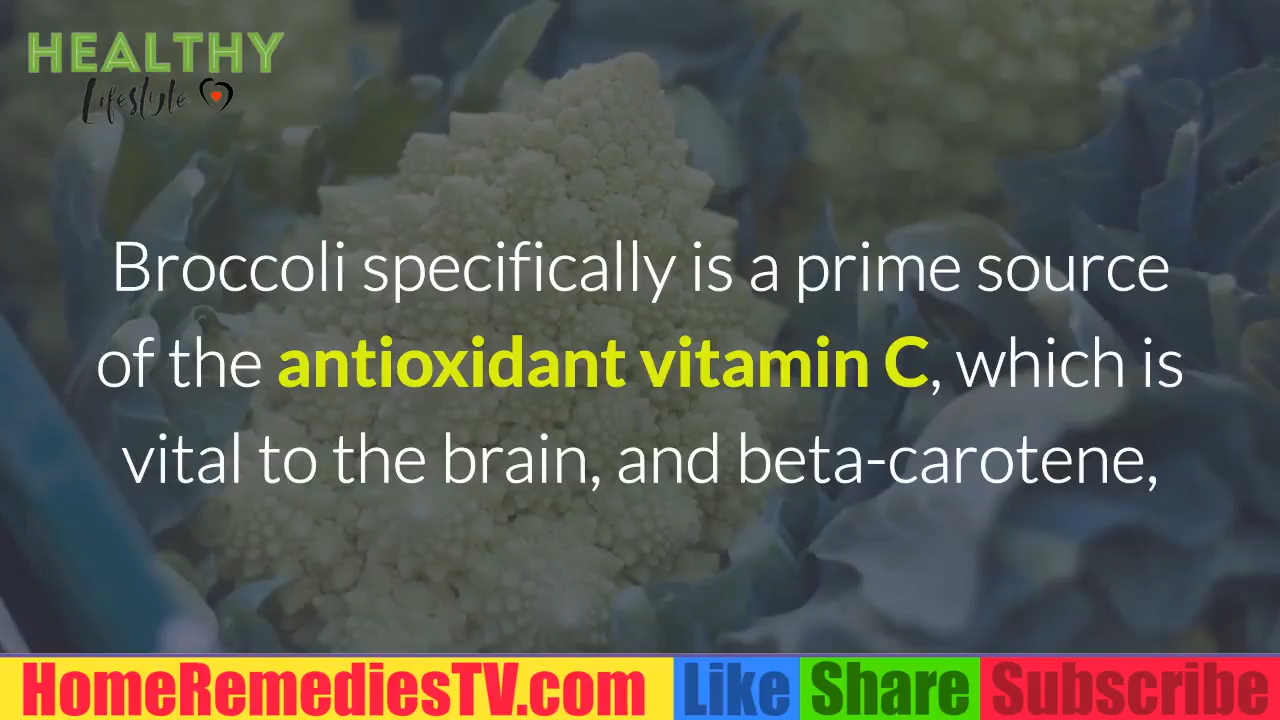 HEALTHY
Lifestyle
Broccoli specifically is a prime source
of the antioxidant vitamin C, which is
vital to the brain, and beta-carotene,
HomeRemediesTV.com Like Share Subscribe